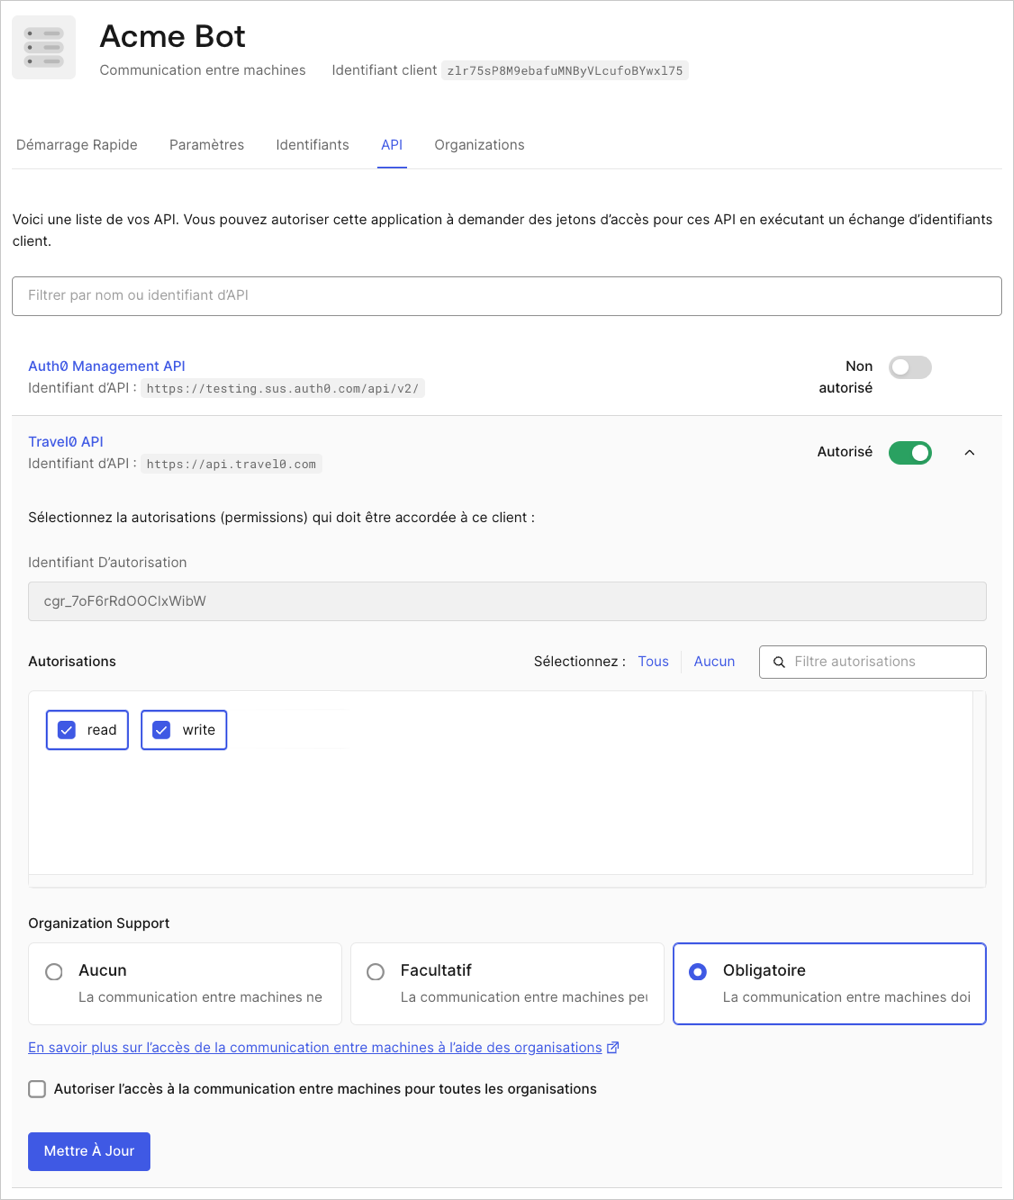 Acme Bot
Communication entre machines Identifiant client zlr75sP8M9ebafuMNByVLcufoBYwxl75
Démarrage Rapide Paramètres Identifiants API Organizations
Voici une liste de vos API. Vous pouvez autoriser cette application à demander des jetons d’accès pour ces API en exécutant un échange d’identifiants
client.
Filtrer par nom ou identifiant d’API
Auth0 Management API
Non
autorisé
Identifiant d’API : https://testing.sus.auth0.com/api/v2/
Travel0 API
Autorisé
Identifiant d’API : https://api.travel0.com
Sélectionnez la autorisations (permissions) qui doit être accordée à ce client :
Identifiant D’autorisation
cgr_7oF6rRdOOClxWibW
Autorisations Sélectionnez : Tous Aucun Filtre autorisations
read write
Organization Support
Aucun Facultatif Obligatoire
La communication entre machines ne La communication entre machines peu La communication entre machines doi
En savoir plus sur l’accès de la communication entre machines à l’aide des organisations
Autoriser l’accès à la communication entre machines pour toutes les organisations
Mettre À Jour